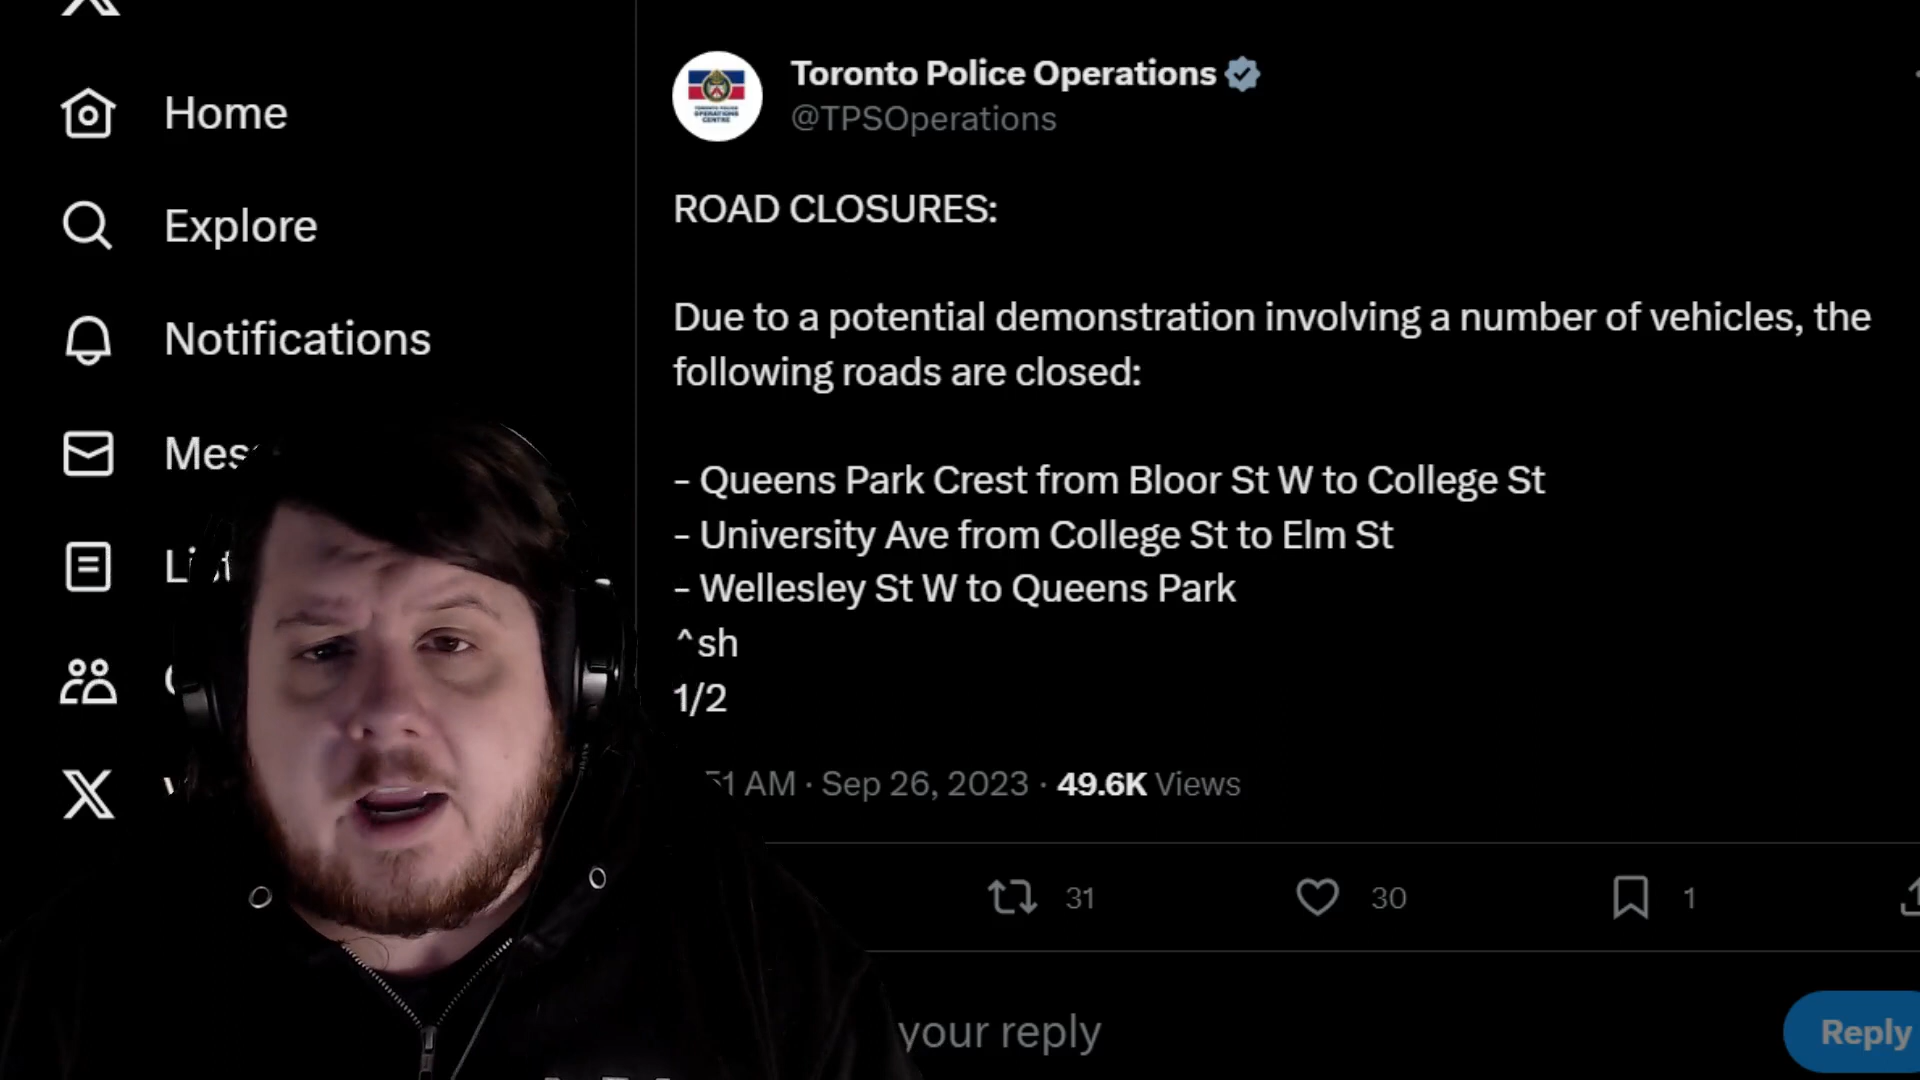 Home
Explore
Notifications
Toronto Police Operations
@TPSOperations
ROAD CLOSURES:
Due to a potential demonstration involving a number of vehicles, the
following roads are closed:
- Queens Park Crest from Bloor St W to College St
- University Ave from College St to Elm St
- Wellesley St W to Queens Park
^sh
1/2
AM · Sep 26, 2023 · 49.6K Views
31
30
1
your reply
Reply